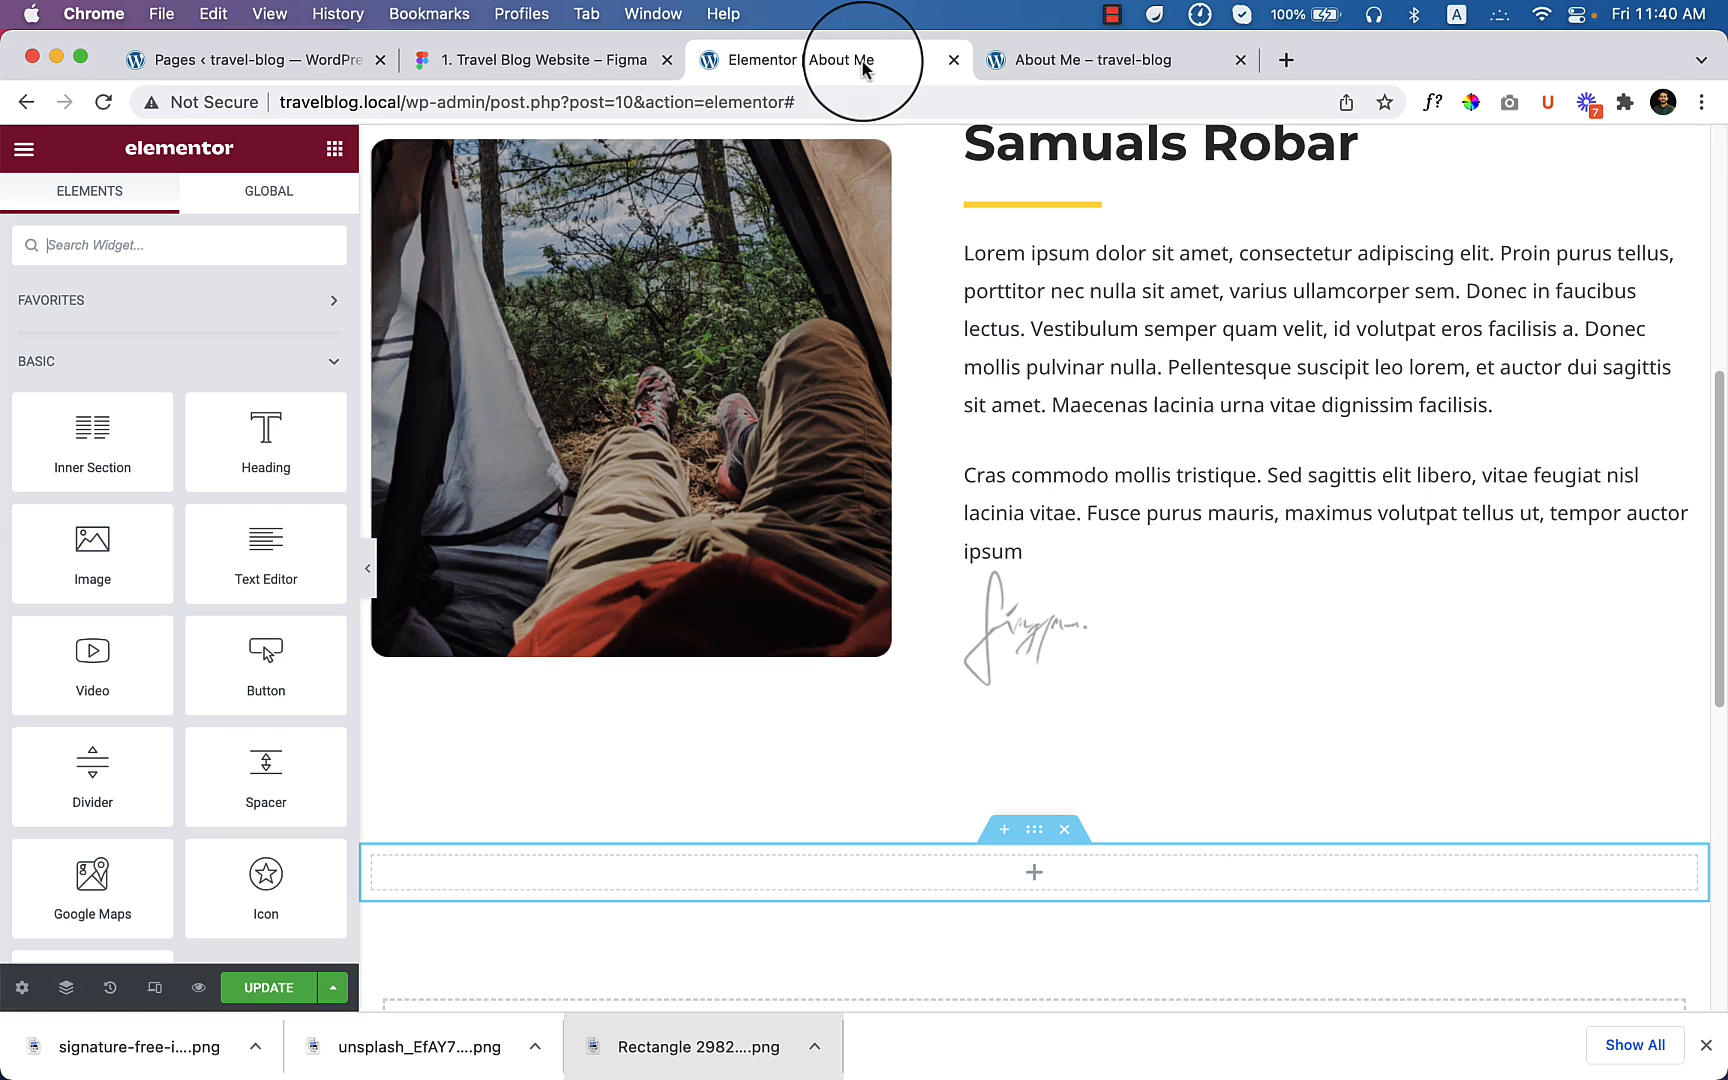 Chrome File Edit View History Bookmarks Profiles Tab Window Help 100% A Fri 11:40 AM
Pages ‹ travel-blog — WordPre 1. Travel Blog Website – Figma Elementor | About Me About Me – travel-blog
Not Secure travelblog.local/wp-admin/post.php?post=10&action=elementor# f? U 7
elementor
ELEMENTS GLOBAL
Search Widget...
FAVORITES
BASIC
Inner Section Heading
Image Text Editor
Video Button
Divider Spacer
Google Maps Icon
UPDATE
Samuals Robar
Lorem ipsum dolor sit amet, consectetur adipiscing elit. Proin purus tellus,
porttitor nec nulla sit amet, varius ullamcorper sem. Donec in faucibus
lectus. Vestibulum semper quam velit, id volutpat eros facilisis a. Donec
mollis pulvinar nulla. Pellentesque suscipit leo lorem, et auctor dui sagittis
sit amet. Maecenas lacinia urna vitae dignissim facilisis.
Cras commodo mollis tristique. Sed sagittis elit libero, vitae feugiat nisl
lacinia vitae. Fusce purus mauris, maximus volutpat tellus ut, tempor auctor
ipsum
signature-free-i....png unsplash_EfAY7....png Rectangle 2982....png Show All